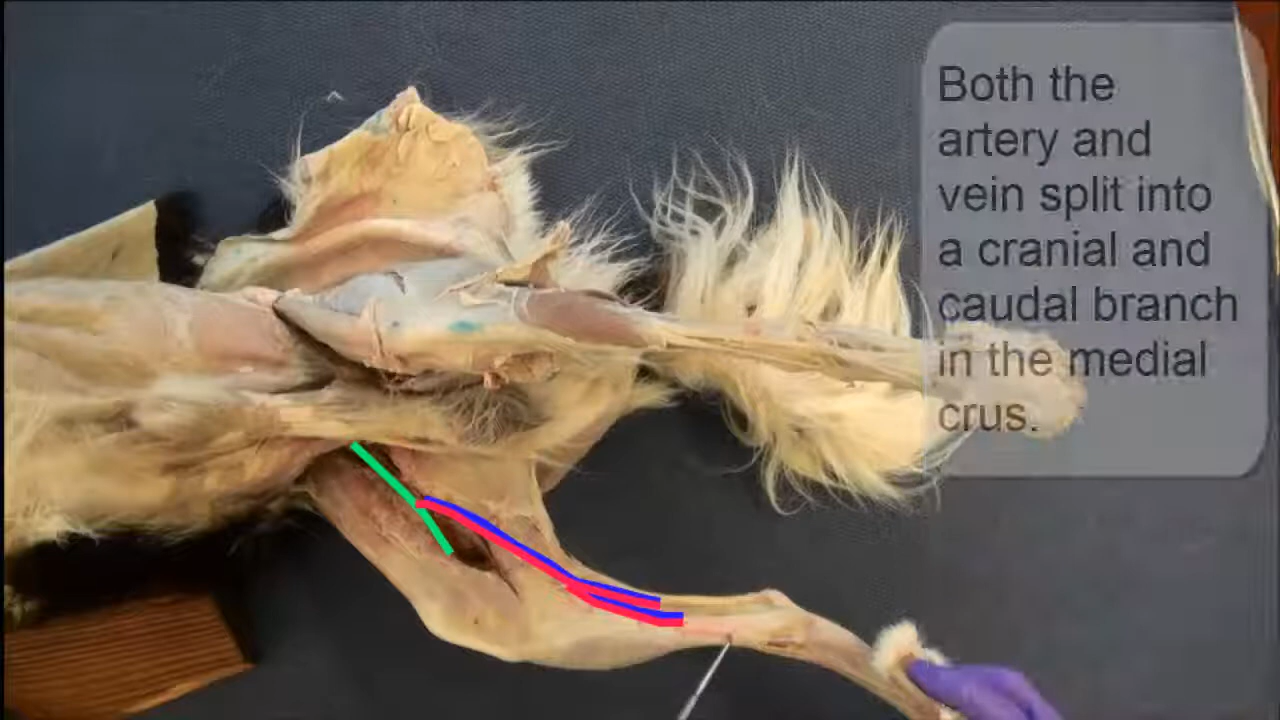 Both the
artery and
vein split into
a cranial and
caudal branch
in the medial
crus.